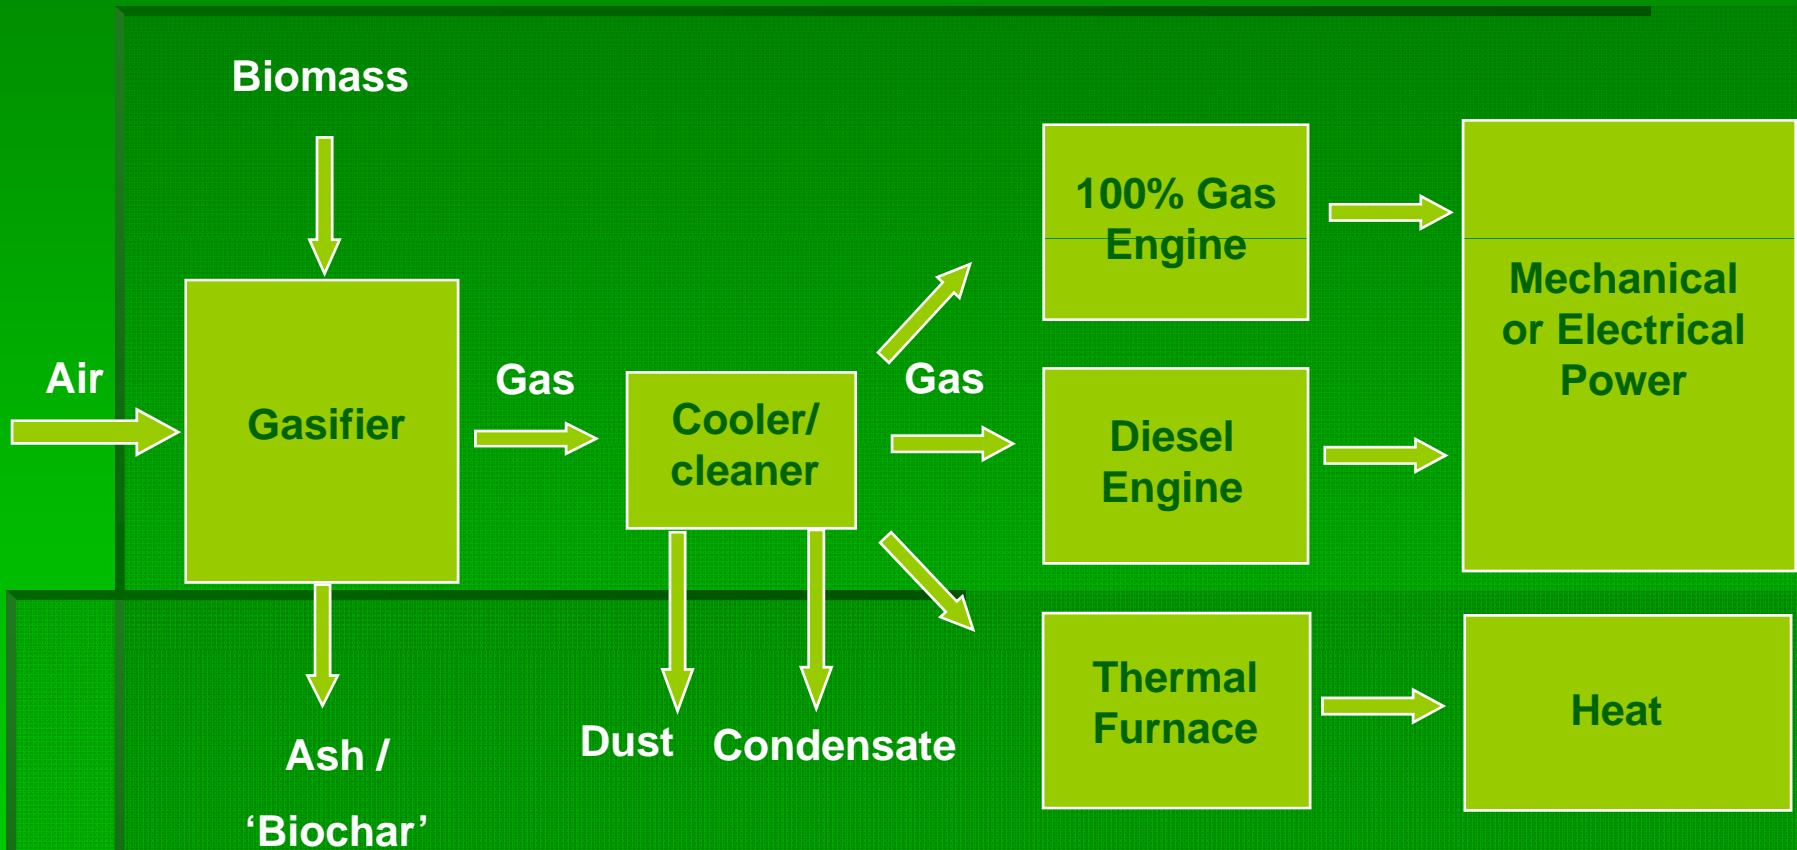 Biomass
Air
Gasifier
Ash /
‘Biochar’
Gas
Cooler/
cleaner
Dust
Condensate
Gas
100% Gas
Engine
Diesel
Engine
Thermal
Furnace
Mechanical
or Electrical
Power
Heat